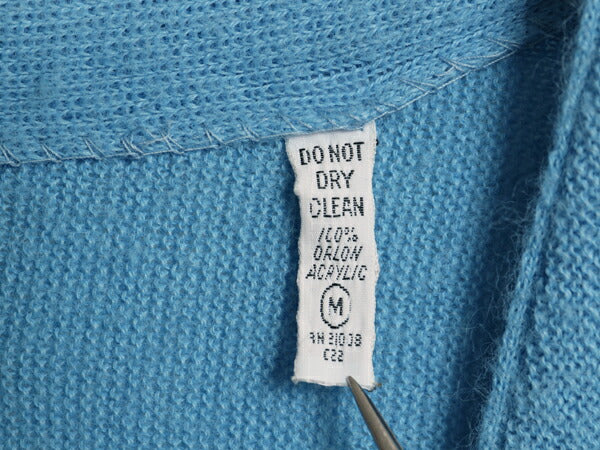 DO NOT
DRY
CLEAN
100%
ORLON
ACRYLIC
M
RN 31038
C22